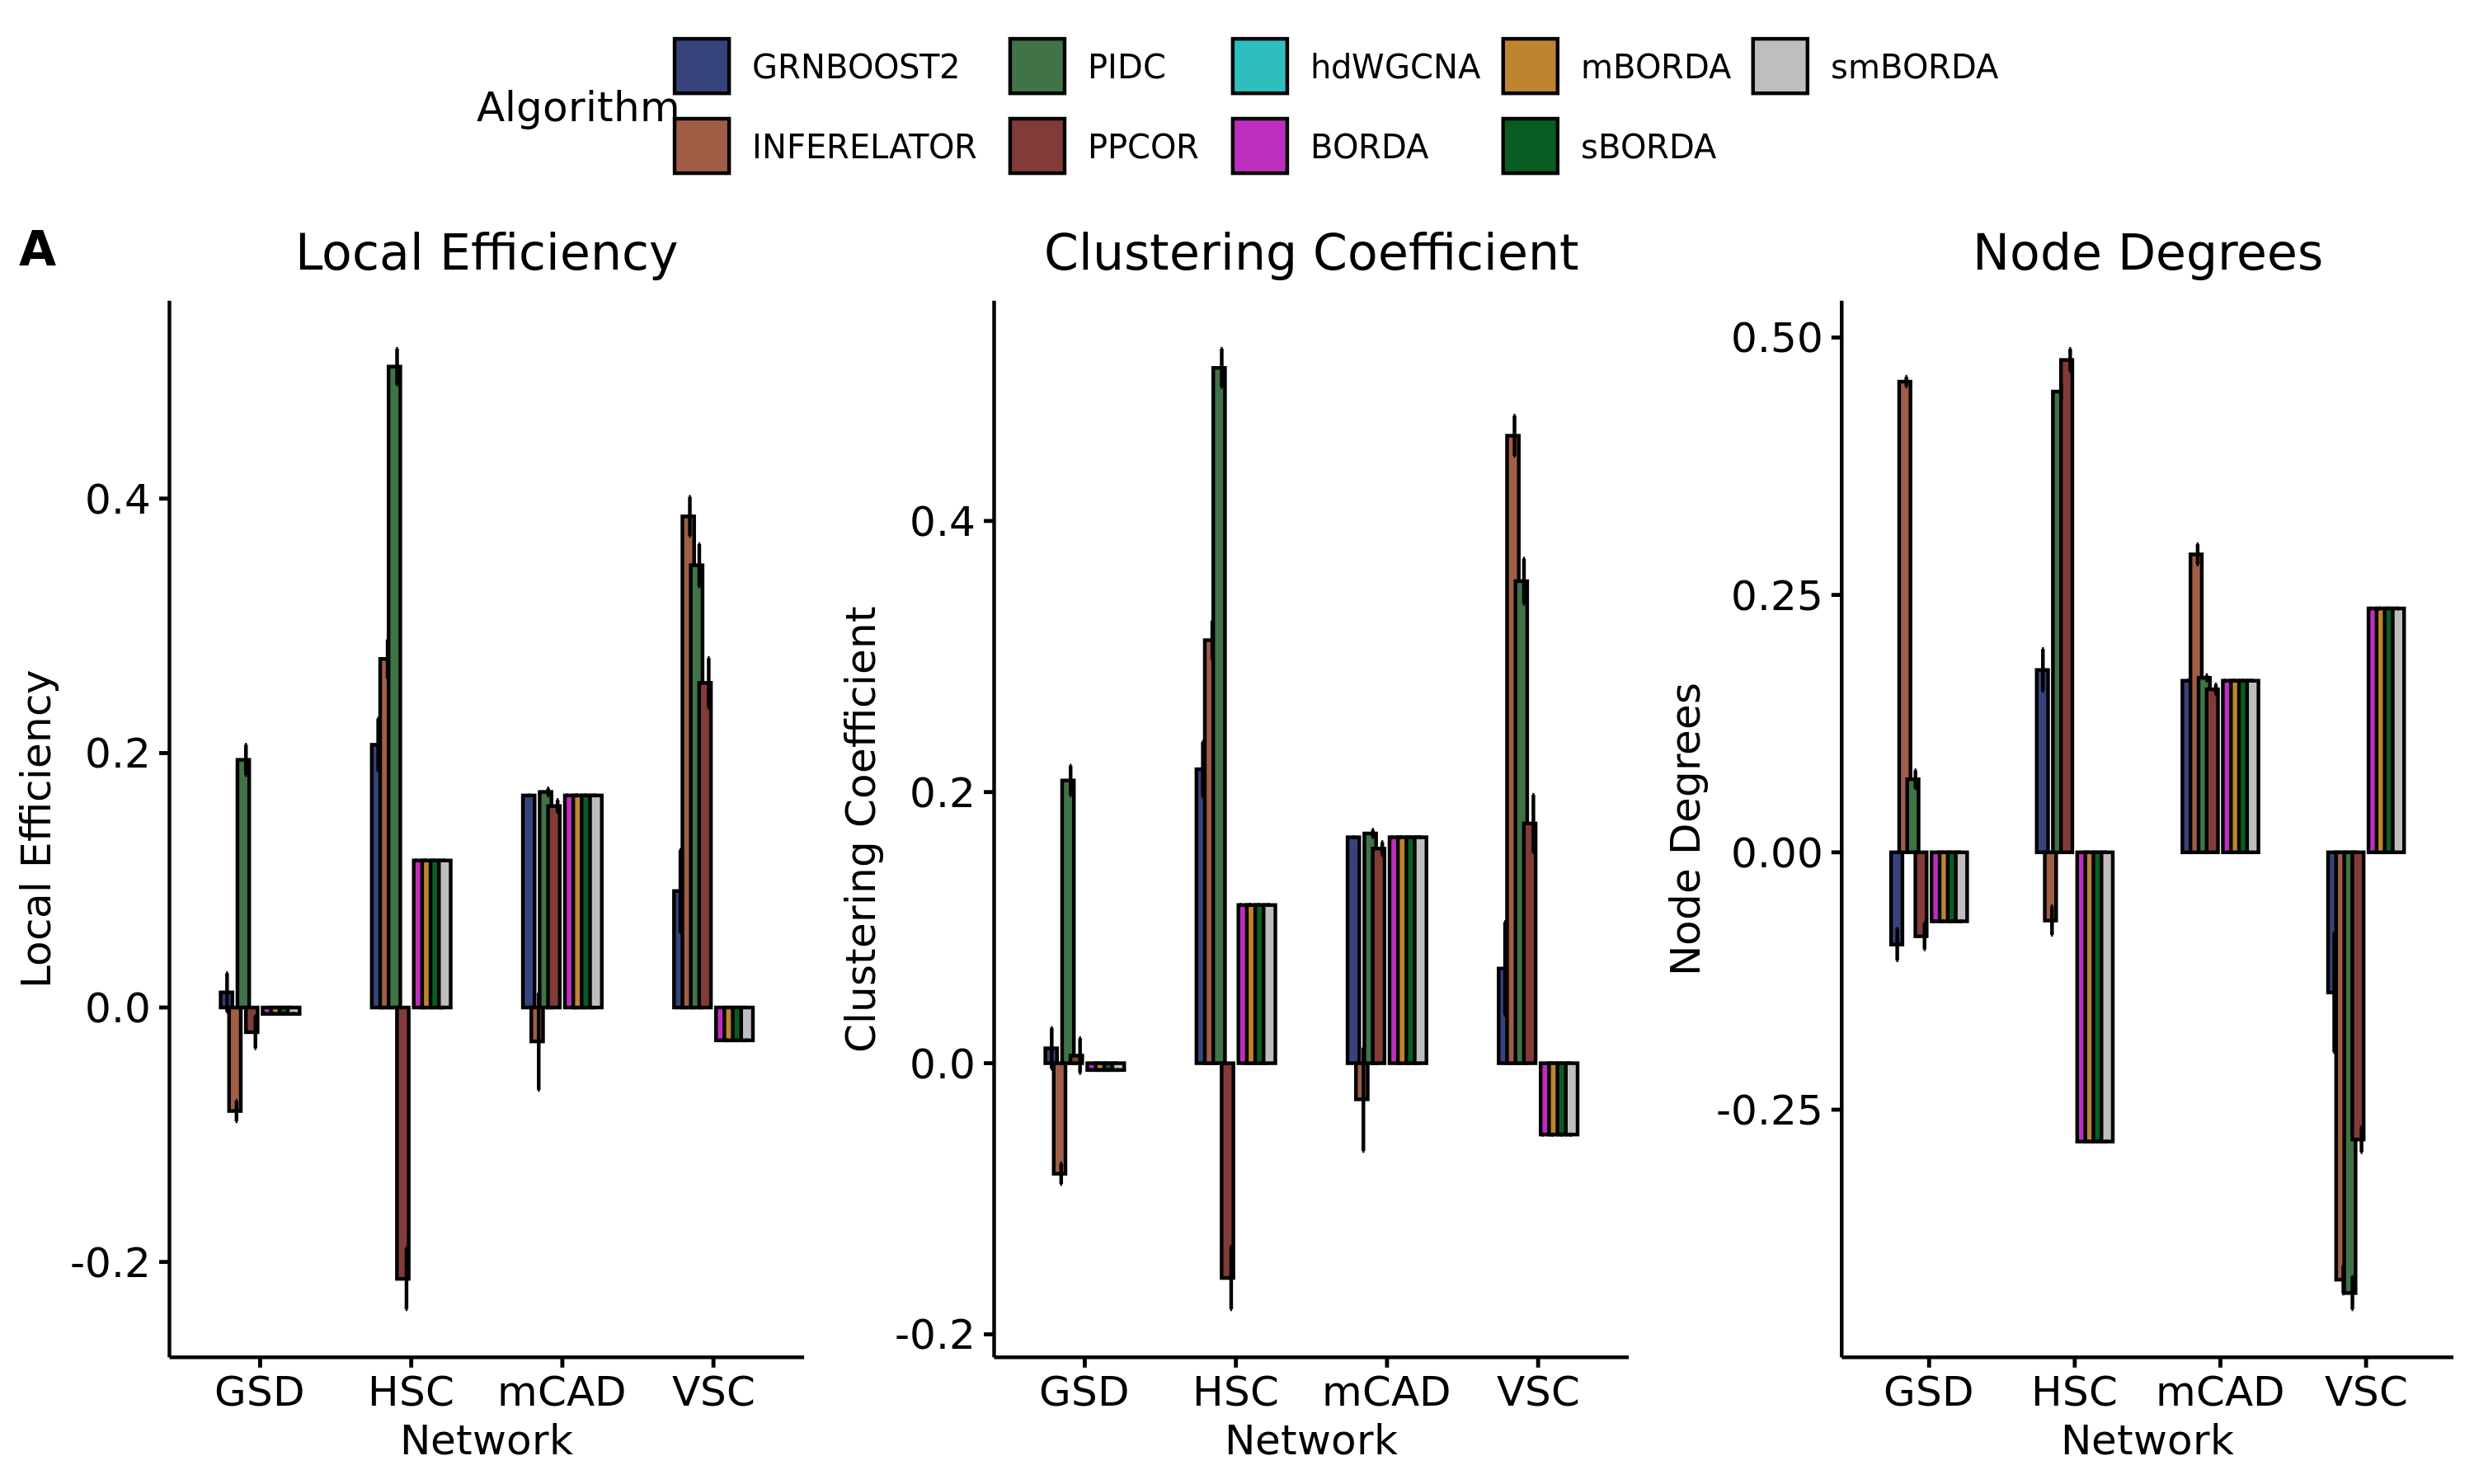 GRNBOOST2 PIDC hdWGCNA mBORDA smBORDA
Algorithm
INFERELATOR PPCOR BORDA sBORDA
A Local Efficiency Clustering Coefficient Node Degrees
Local Efficiency
0.4
0.2
0.0
-0.2
GSD HSC mCAD VSC
Network
Clustering Coefficient
0.4
0.2
0.0
-0.2
GSD HSC mCAD VSC
Network
Node Degrees
0.50
0.25
0.00
-0.25
GSD HSC mCAD VSC
Network